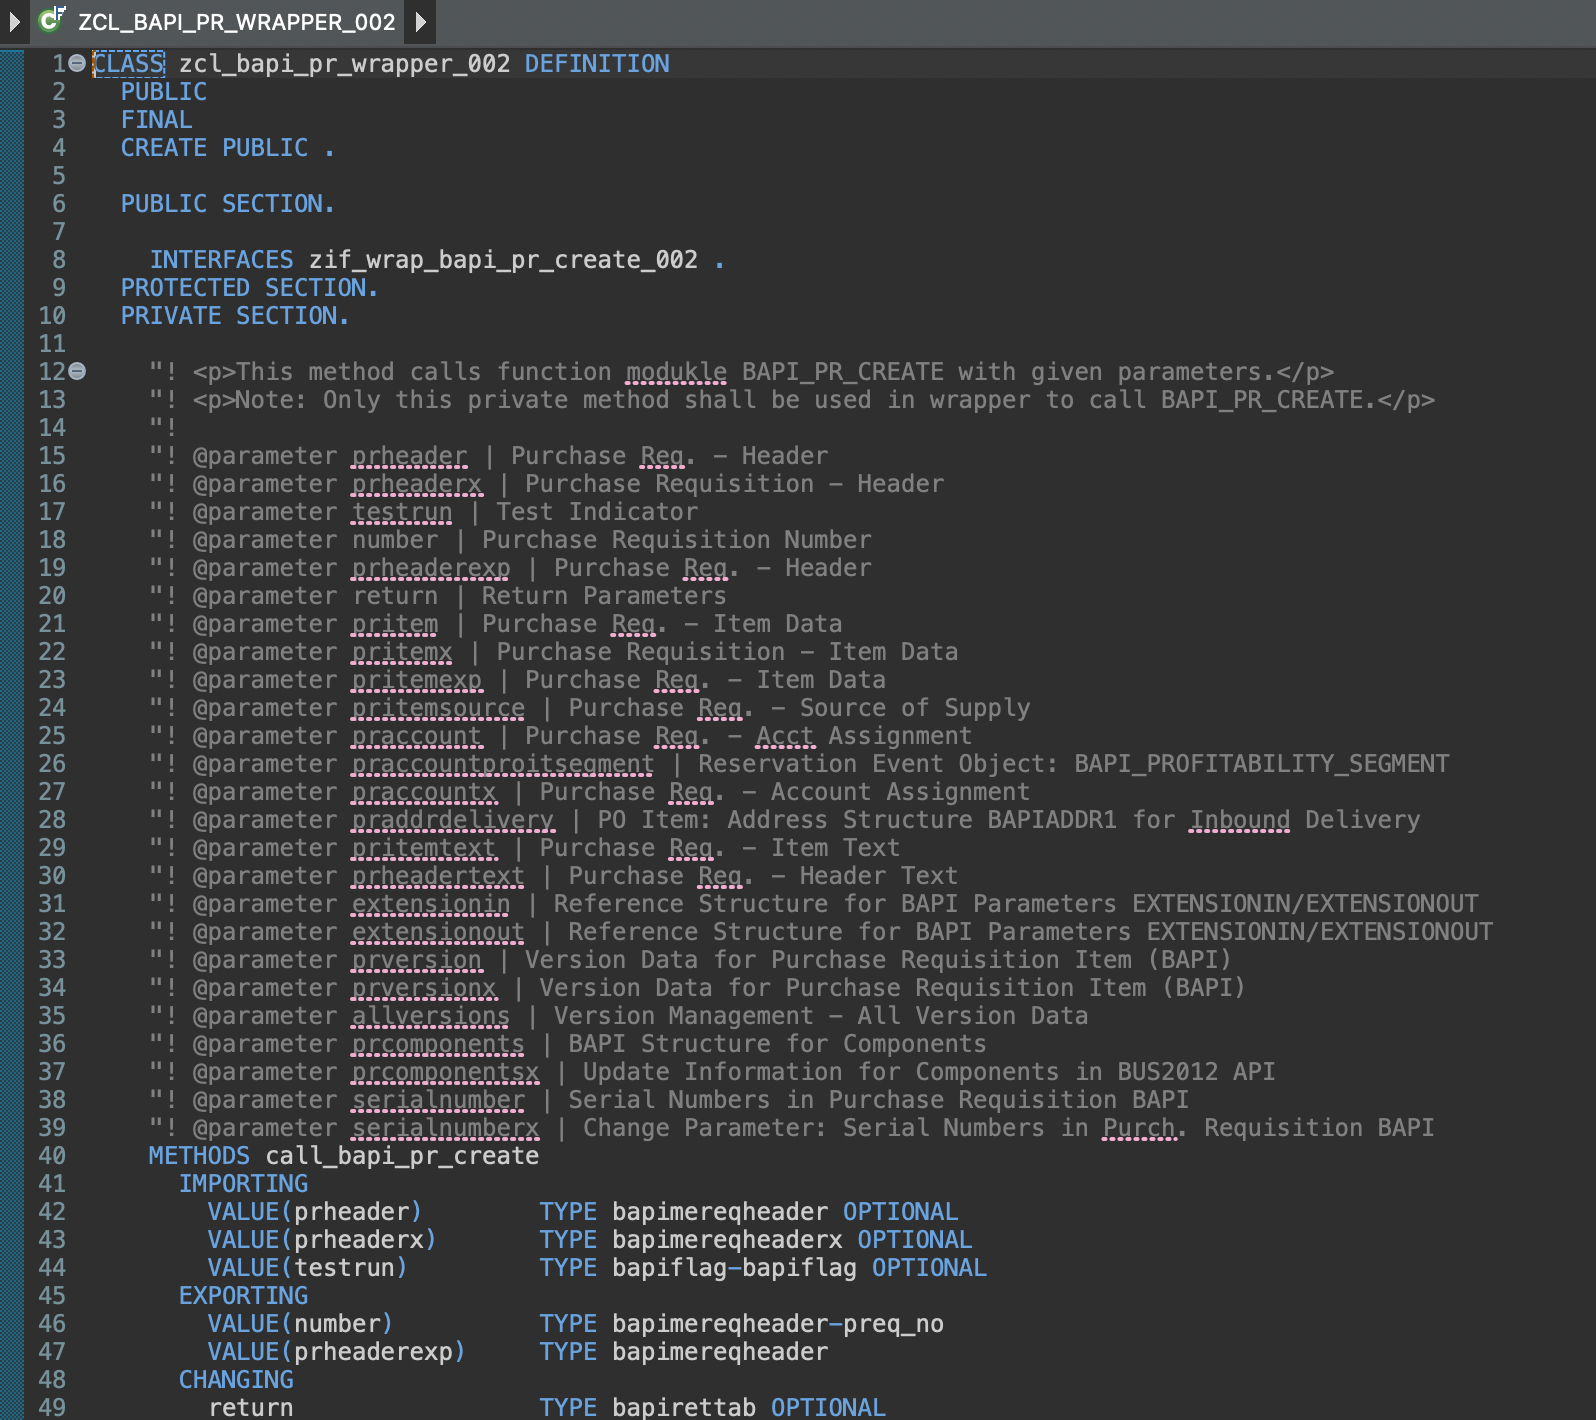 ZCL_BAPI_PR_WRAPPER_002
1 CLASS zcl_bapi_pr_wrapper_002 DEFINITION
2 PUBLIC
3 FINAL
4 CREATE PUBLIC .
5
6 PUBLIC SECTION.
7
8 INTERFACES zif_wrap_bapi_pr_create_002 .
9 PROTECTED SECTION.
10 PRIVATE SECTION.
11
12 "! <p>This method calls function modukle BAPI_PR_CREATE with given parameters.</p>
13 "! <p>Note: Only this private method shall be used in wrapper to call BAPI_PR_CREATE.</p>
14 "!
15 "! @parameter prheader | Purchase Req. – Header
16 "! @parameter prheaderx | Purchase Requisition – Header
17 "! @parameter testrun | Test Indicator
18 "! @parameter number | Purchase Requisition Number
19 "! @parameter prheaderexp | Purchase Req. – Header
20 "! @parameter return | Return Parameters
21 "! @parameter pritem | Purchase Req. – Item Data
22 "! @parameter pritemx | Purchase Requisition – Item Data
23 "! @parameter pritemexp | Purchase Req. – Item Data
24 "! @parameter pritemsource | Purchase Req. – Source of Supply
25 "! @parameter praccount | Purchase Req. – Acct Assignment
26 "! @parameter praccountproitsegment | Reservation Event Object: BAPI_PROFITABILITY_SEGMENT
27 "! @parameter praccountx | Purchase Req. – Account Assignment
28 "! @parameter praddrdelivery | PO Item: Address Structure BAPIADDR1 for Inbound Delivery
29 "! @parameter pritemtext | Purchase Req. – Item Text
30 "! @parameter prheadertext | Purchase Req. – Header Text
31 "! @parameter extensionin | Reference Structure for BAPI Parameters EXTENSIONIN/EXTENSIONOUT
32 "! @parameter extensionout | Reference Structure for BAPI Parameters EXTENSIONIN/EXTENSIONOUT
33 "! @parameter prversion | Version Data for Purchase Requisition Item (BAPI)
34 "! @parameter prversionx | Version Data for Purchase Requisition Item (BAPI)
35 "! @parameter allversions | Version Management – All Version Data
36 "! @parameter prcomponents | BAPI Structure for Components
37 "! @parameter prcomponentsx | Update Information for Components in BUS2012 API
38 "! @parameter serialnumber | Serial Numbers in Purchase Requisition BAPI
39 "! @parameter serialnumberx | Change Parameter: Serial Numbers in Purch. Requisition BAPI
40 METHODS call_bapi_pr_create
41 IMPORTING
42 VALUE(prheader) TYPE bapimereqheader OPTIONAL
43 VALUE(prheaderx) TYPE bapimereqheaderx OPTIONAL
44 VALUE(testrun) TYPE bapiflag-bapiflag OPTIONAL
45 EXPORTING
46 VALUE(number) TYPE bapimereqheader-preq_no
47 VALUE(prheaderexp) TYPE bapimereqheader
48 CHANGING
49 return TYPE bapirettab OPTIONAL